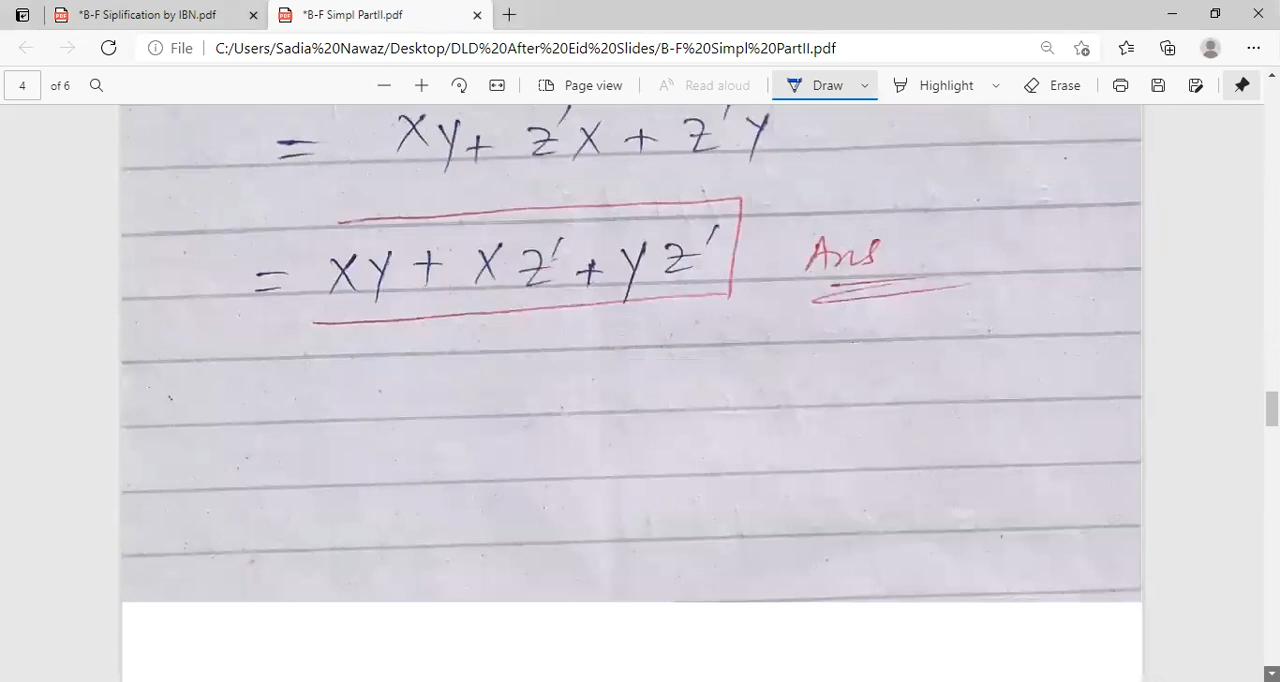 *B-F Siplification by IBN.pdf
*B-F Simpl PartII.pdf
File C:/Users/Sadia%20Nawaz/Desktop/DLD%20After%20Eid%20Slides/B-F%20Simpl%20PartII.pdf
4 of 6 Page view Read aloud Draw Highlight Erase
= XY + Z'X + Z'Y
= XY + XZ' + YZ' Ans